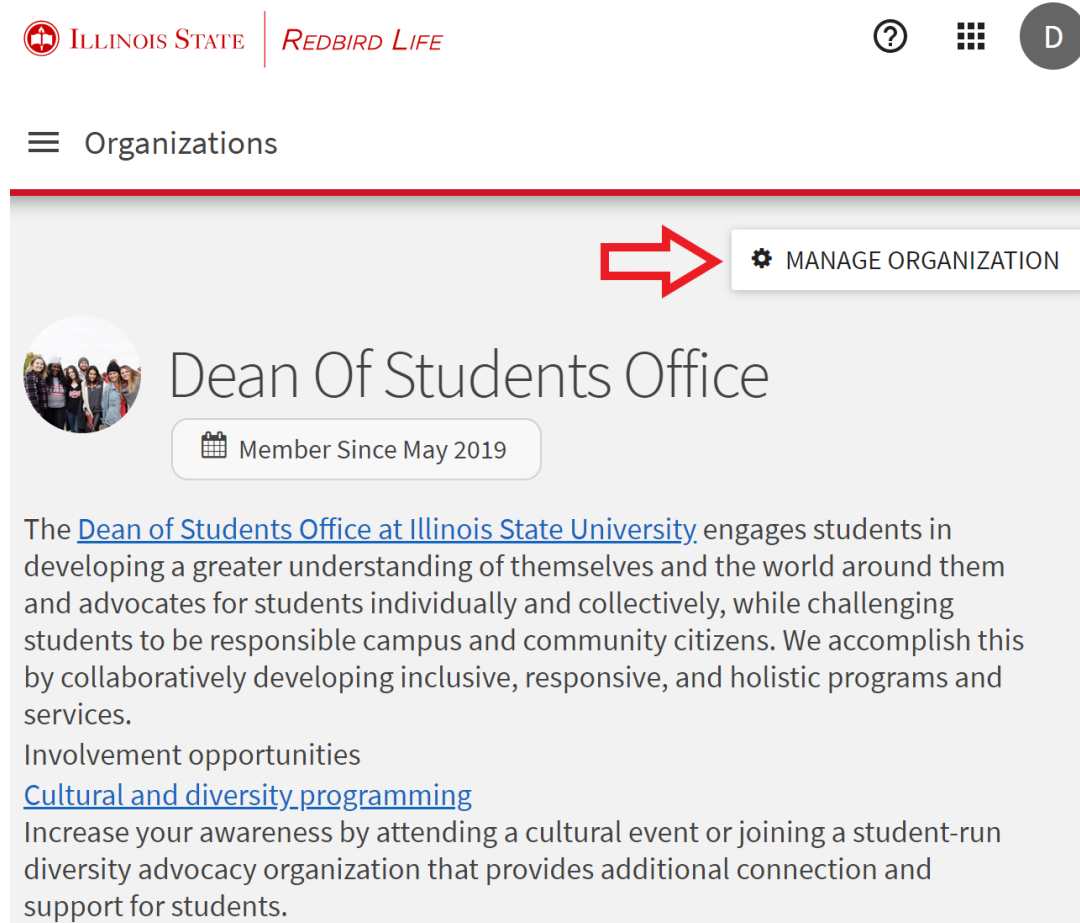 Illinois State Redbird Life
D
Organizations
MANAGE ORGANIZATION
Dean Of Students Office
Member Since May 2019
The Dean of Students Office at Illinois State University engages students in
developing a greater understanding of themselves and the world around them
and advocates for students individually and collectively, while challenging
students to be responsible campus and community citizens. We accomplish this
by collaboratively developing inclusive, responsive, and holistic programs and
services.
Involvement opportunities
Cultural and diversity programming
Increase your awareness by attending a cultural event or joining a student-run
diversity advocacy organization that provides additional connection and
support for students.